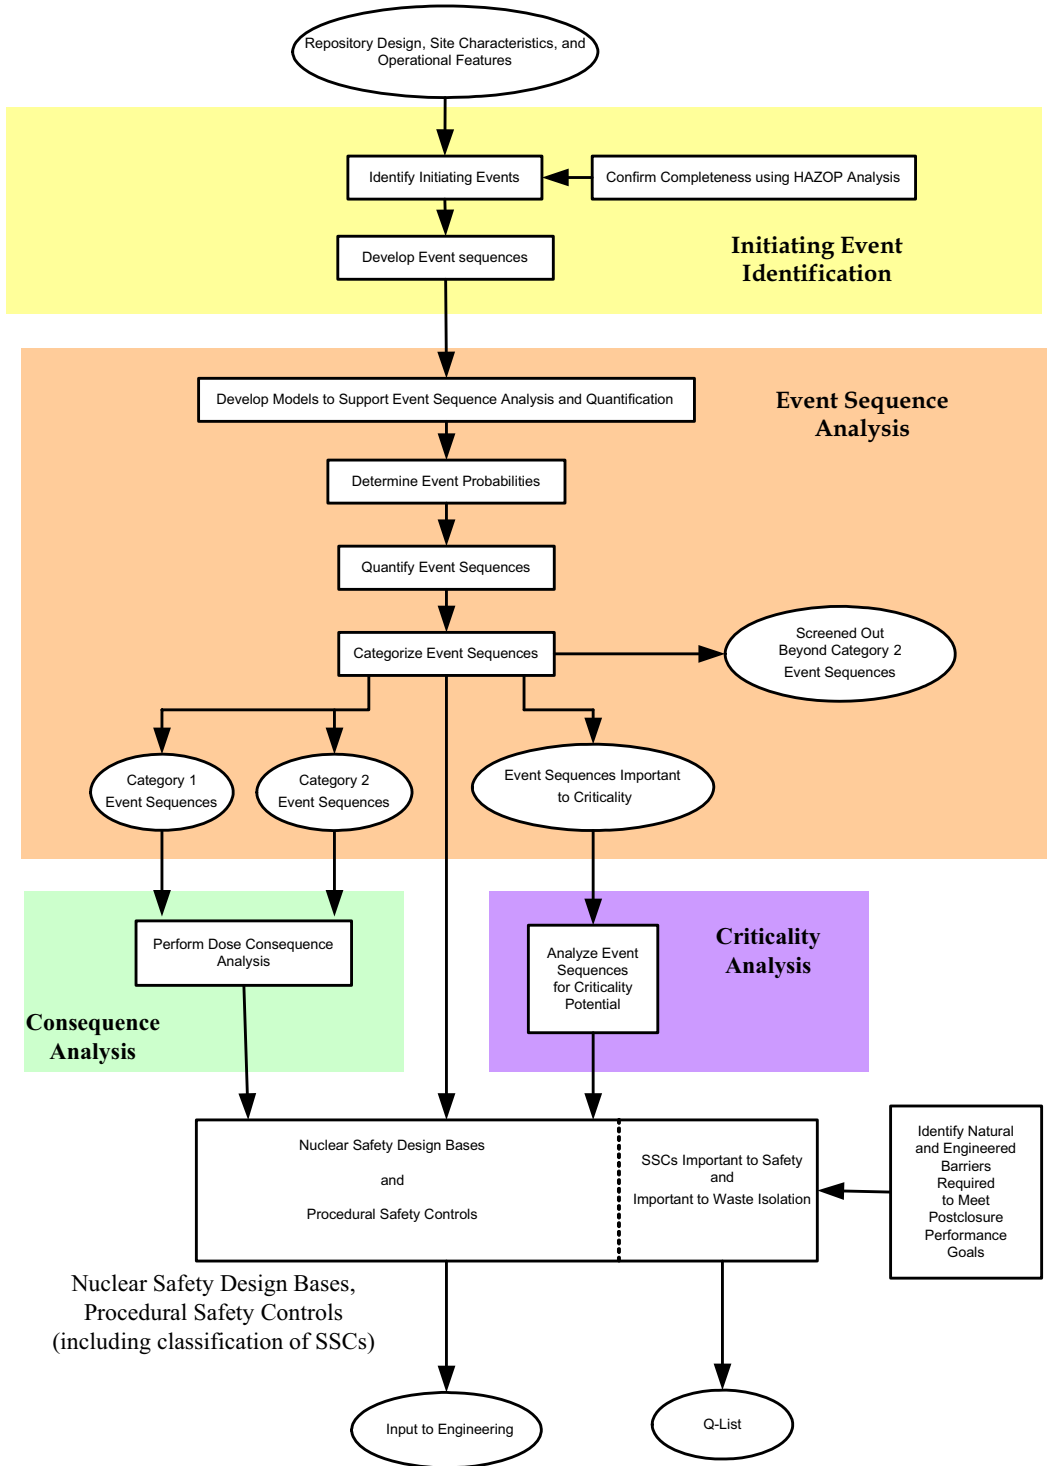 Repository Design, Site Characteristics, and
Operational Features
Identify Initiating Events
Confirm Completeness using HAZOP Analysis
Develop Event sequences
Initiating Event
Identification
Develop Models to Support Event Sequence Analysis and Quantification
Event Sequence
Analysis
Determine Event Probabilities
Quantify Event Sequences
Categorize Event Sequences
Screened Out
Beyond Category 2
Event Sequences
Category 1
Event Sequences
Category 2
Event Sequences
Event Sequences Important
to Criticality
Perform Dose Consequence
Analysis
Consequence
Analysis
Analyze Event
Sequences
for Criticality
Potential
Criticality
Analysis
Nuclear Safety Design Bases
and
Procedural Safety Controls
SSCs Important to Safety
and
Important to Waste Isolation
Identify Natural
and Engineered
Barriers
Required
to Meet
Postclosure
Performance
Goals
Nuclear Safety Design Bases,
Procedural Safety Controls
(including classification of SSCs)
Input to Engineering
Q-List